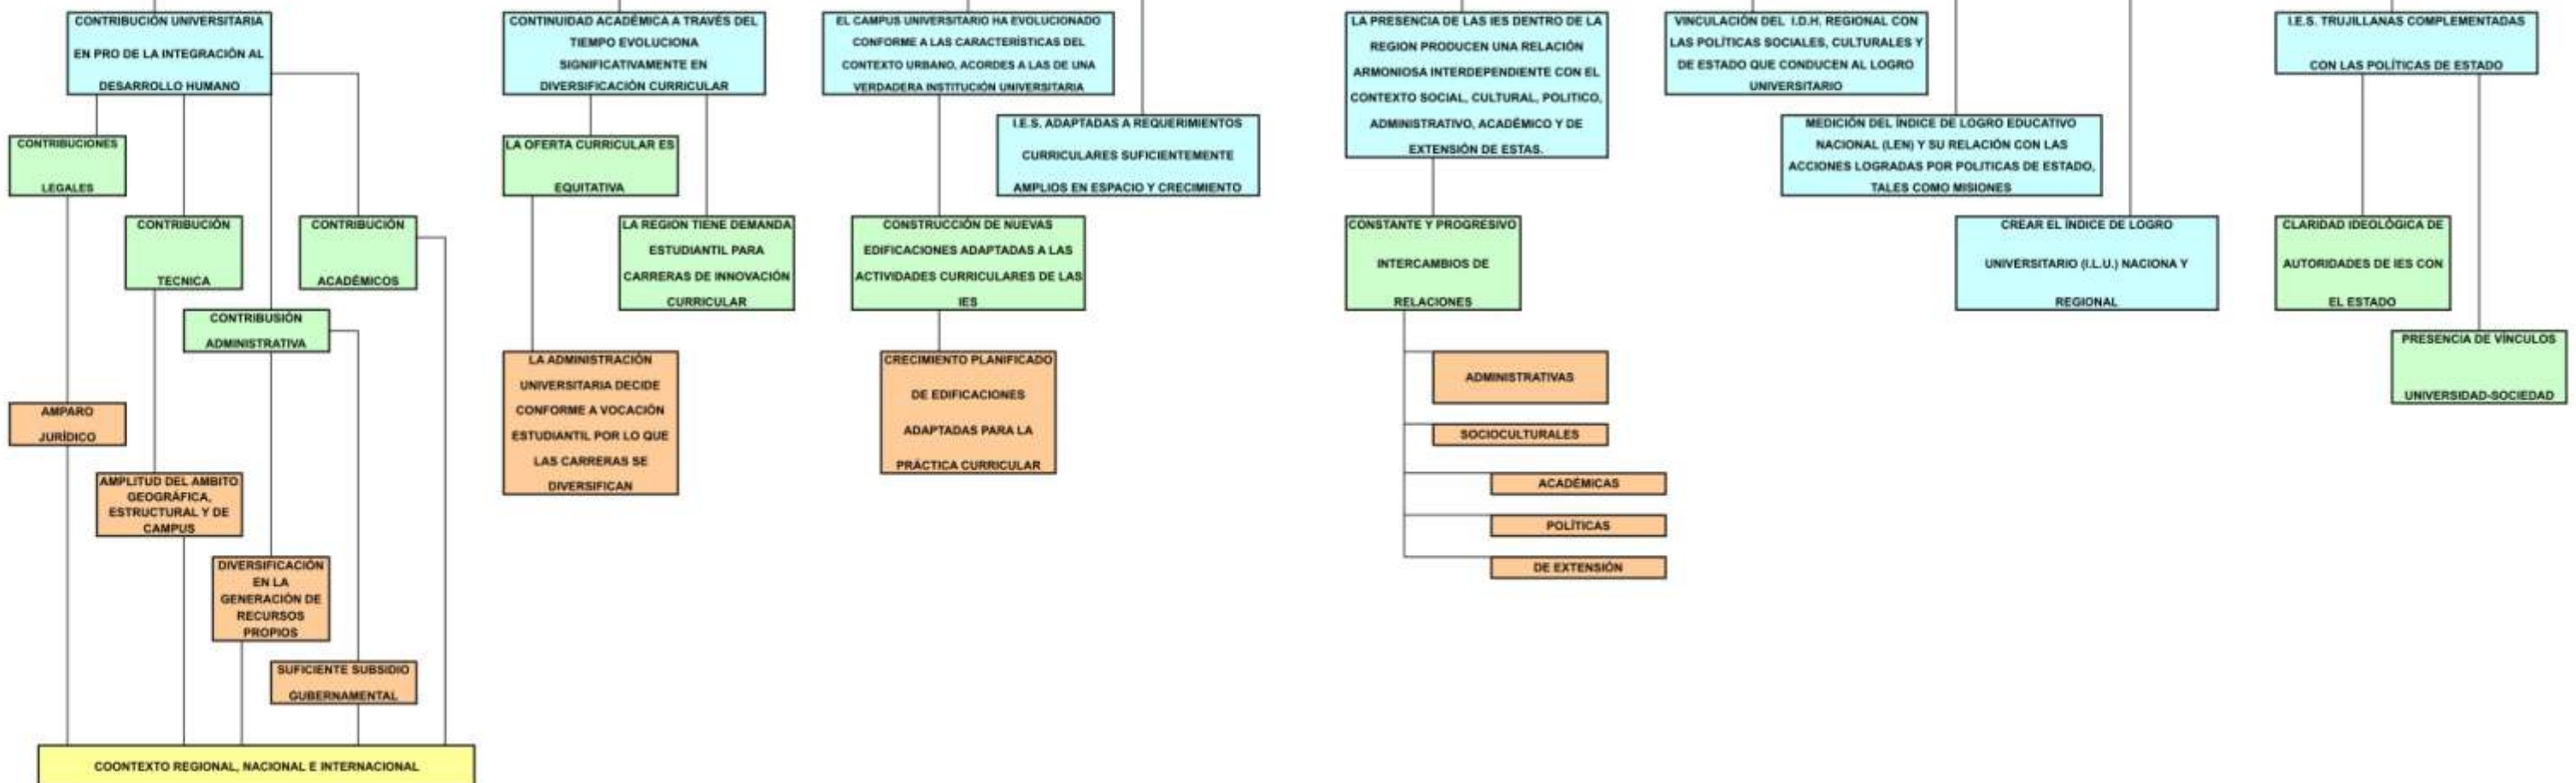 CONTRIBUCIÓN UNIVERSITARIA
EN PRO DE LA INTEGRACIÓN AL
DESARROLLO HUMANO
CONTRIBUCIONES
LEGALES
CONTRIBUCIÓN
TECNICA
CONTRIBUCIÓN
ACADÉMICOS
CONTRIBUSIÓN
ADMINISTRATIVA
AMPARO
JURÍDICO
AMPLITUD DEL AMBITO
GEOGRÁFICA,
ESTRUCTURAL Y DE
CAMPUS
DIVERSIFICACIÓN
EN LA
GENERACIÓN DE
RECURSOS
PROPIOS
SUFICIENTE SUBSIDIO
GUBERNAMENTAL
COONTEXTO REGIONAL, NACIONAL E INTERNACIONAL
CONTINUIDAD ACADÉMICA A TRAVÉS DEL
TIEMPO EVOLUCIONA
SIGNIFICATIVAMENTE EN
DIVERSIFICACIÓN CURRICULAR
LA OFERTA CURRICULAR ES
EQUITATIVA
LA REGION TIENE DEMANDA
ESTUDIANTIL PARA
CARRERAS DE INNOVACIÓN
CURRICULAR
LA ADMINISTRACIÓN
UNIVERSITARIA DECIDE
CONFORME A VOCACIÓN
ESTUDIANTIL POR LO QUE
LAS CARRERAS SE
DIVERSIFICAN
EL CAMPUS UNIVERSITARIO HA EVOLUCIONADO
CONFORME A LAS CARACTERÍSTICAS DEL
CONTEXTO URBANO, ACORDES A LAS DE UNA
VERDADERA INSTITUCIÓN UNIVERSITARIA
I.E.S. ADAPTADAS A REQUERIMIENTOS
CURRICULARES SUFICIENTEMENTE
AMPLIOS EN ESPACIO Y CRECIMIENTO
CONSTRUCCIÓN DE NUEVAS
EDIFICACIONES ADAPTADAS A LAS
ACTIVIDADES CURRICULARES DE LAS
IES
CRECIMIENTO PLANIFICADO
DE EDIFICACIONES
ADAPTADAS PARA LA
PRÁCTICA CURRICULAR
LA PRESENCIA DE LAS IES DENTRO DE LA
REGION PRODUCEN UNA RELACIÓN
ARMONIOSA INTERDEPENDIENTE CON EL
CONTEXTO SOCIAL, CULTURAL, POLITICO,
ADMINISTRATIVO, ACADÉMICO Y DE
EXTENSIÓN DE ESTAS.
CONSTANTE Y PROGRESIVO
INTERCAMBIOS DE
RELACIONES
ADMINISTRATIVAS
SOCIOCULTURALES
ACADÉMICAS
POLÍTICAS
DE EXTENSIÓN
VINCULACIÓN DEL I.D.H. REGIONAL CON
LAS POLÍTICAS SOCIALES, CULTURALES Y
DE ESTADO QUE CONDUCEN AL LOGRO
UNIVERSITARIO
MEDICIÓN DEL ÍNDICE DE LOGRO EDUCATIVO
NACIONAL (LEN) Y SU RELACIÓN CON LAS
ACCIONES LOGRADAS POR POLITICAS DE ESTADO,
TALES COMO MISIONES
CREAR EL ÍNDICE DE LOGRO
UNIVERSITARIO (I.L.U.) NACIONA Y
REGIONAL
I.E.S. TRUJILLANAS COMPLEMENTADAS
CON LAS POLÍTICAS DE ESTADO
CLARIDAD IDEOLÓGICA DE
AUTORIDADES DE IES CON
EL ESTADO
PRESENCIA DE VÍNCULOS
UNIVERSIDAD-SOCIEDAD